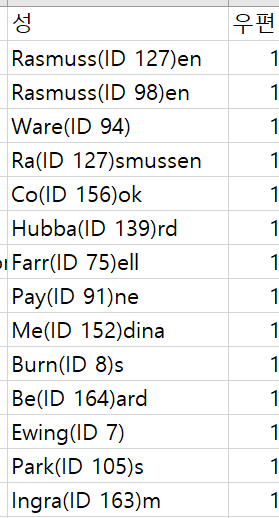 성 우편
Rasmuss(ID 127)en 1
Rasmuss(ID 98)en 1
Ware(ID 94) 1
Ra(ID 127)smussen 1
Co(ID 156)ok 1
Hubba(ID 139)rd 1
Farr(ID 75)ell 1
Pay(ID 91)ne 1
Me(ID 152)dina 1
Burn(ID 8)s 1
Be(ID 164)ard 1
Ewing(ID 7) 1
Park(ID 105)s 1
Ingra(ID 163)m 1